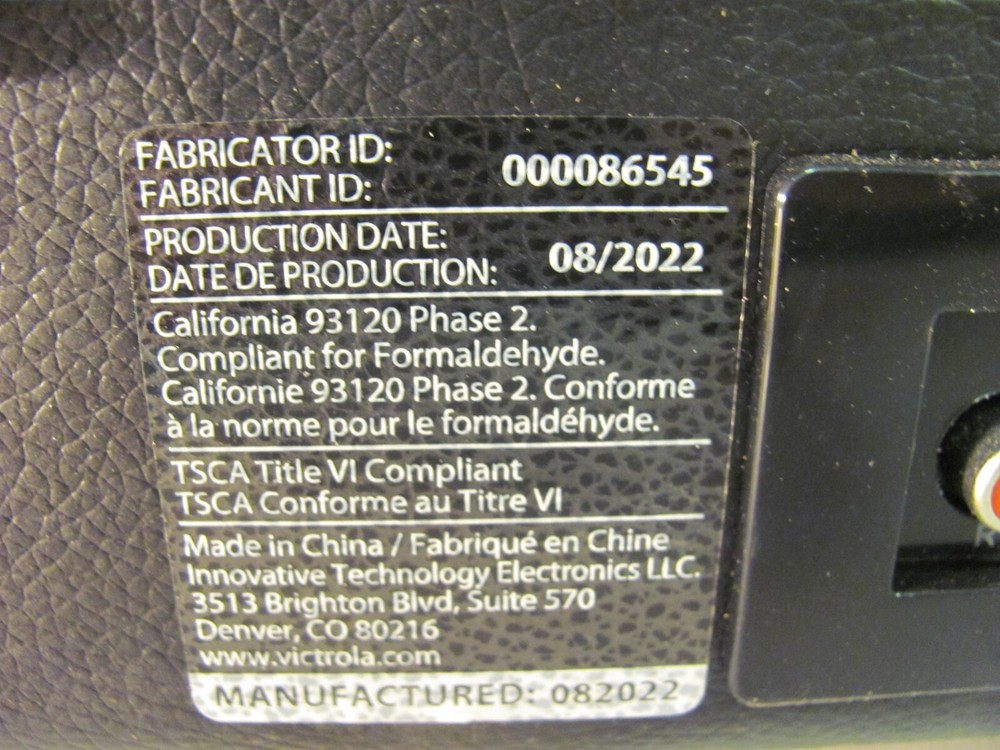 FABRICATOR ID:
FABRICANT ID:
000086545
PRODUCTION DATE:
DATE DE PRODUCTION:
08/2022
California 93120 Phase 2.
Compliant for Formaldehyde.
Californie 93120 Phase 2. Conforme
à la norme pour le formaldéhyde.
TSCA Title VI Compliant
TSCA Conforme au Titre VI
Made in China / Fabriqué en Chine
Innovative Technology Electronics LLC.
3513 Brighton Blvd, Suite 570
Denver, CO 80216
www.victrola.com
MANUFACTURED: 082022